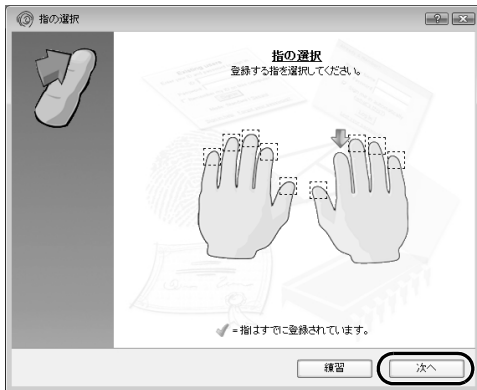 指の選択
指の選択
登録する指を選択してください。
=指はすでに登録されています。
練習
次へ